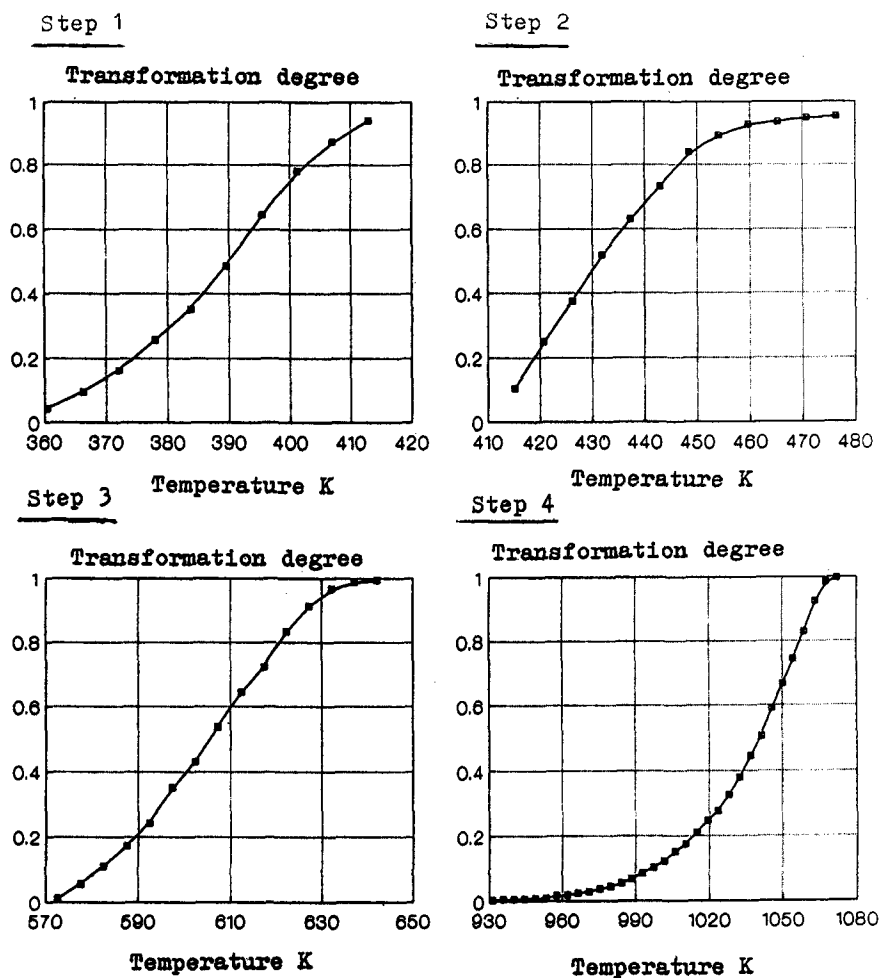 Step 1
Transformation degree
1
0.8
0.6
0.4
0.2
0
360 370 380 390 400 410 420
Temperature K
Step 2
Transformation degree
1
0.8
0.6
0.4
0.2
0
410 420 430 440 450 460 470 480
Temperature K
Step 3
Transformation degree
1
0.8
0.6
0.4
0.2
0
570 590 610 630 650
Temperature K
Step 4
Transformation degree
1
0.8
0.6
0.4
0.2
0
930 960 990 1020 1050 1080
Temperature K